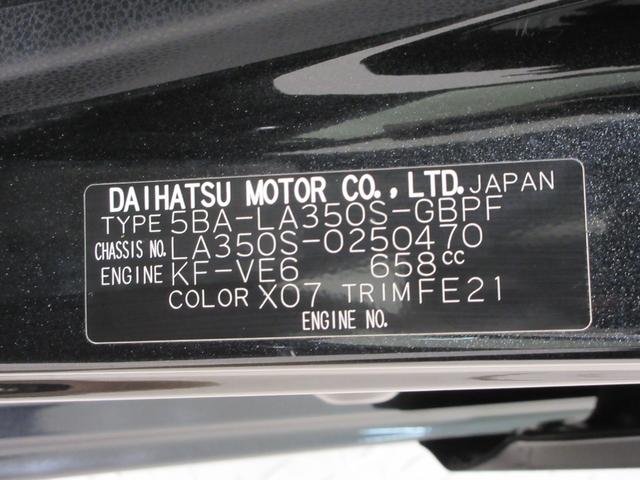 DAIHATSU MOTOR CO., LTD. JAPAN
TYPE 5BA-LA350S-GBPF
CHASSIS NO. LA350S-0250470
ENGINE KF-VE6 658cc
COLOR X07 TRIM FE21
ENGINE NO.